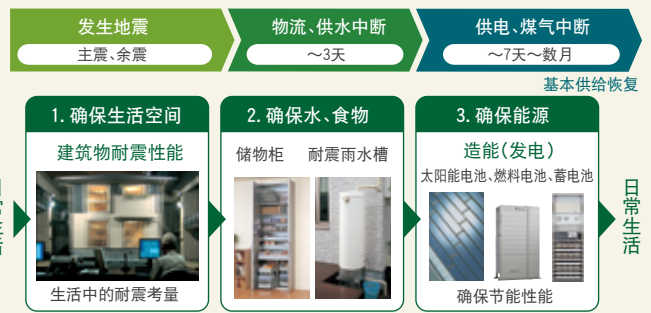 发生地震
主震、余震
物流、供水中断
～3天
供电、煤气中断
～7天～数月
基本供给恢复
1. 确保生活空间
建筑物耐震性能
生活中的耐震考量
2. 确保水、食物
储物柜 耐震雨水槽
3. 确保能源
造能（发电）
太阳能电池、燃料电池、蓄电池
确保节能性能
日常生活